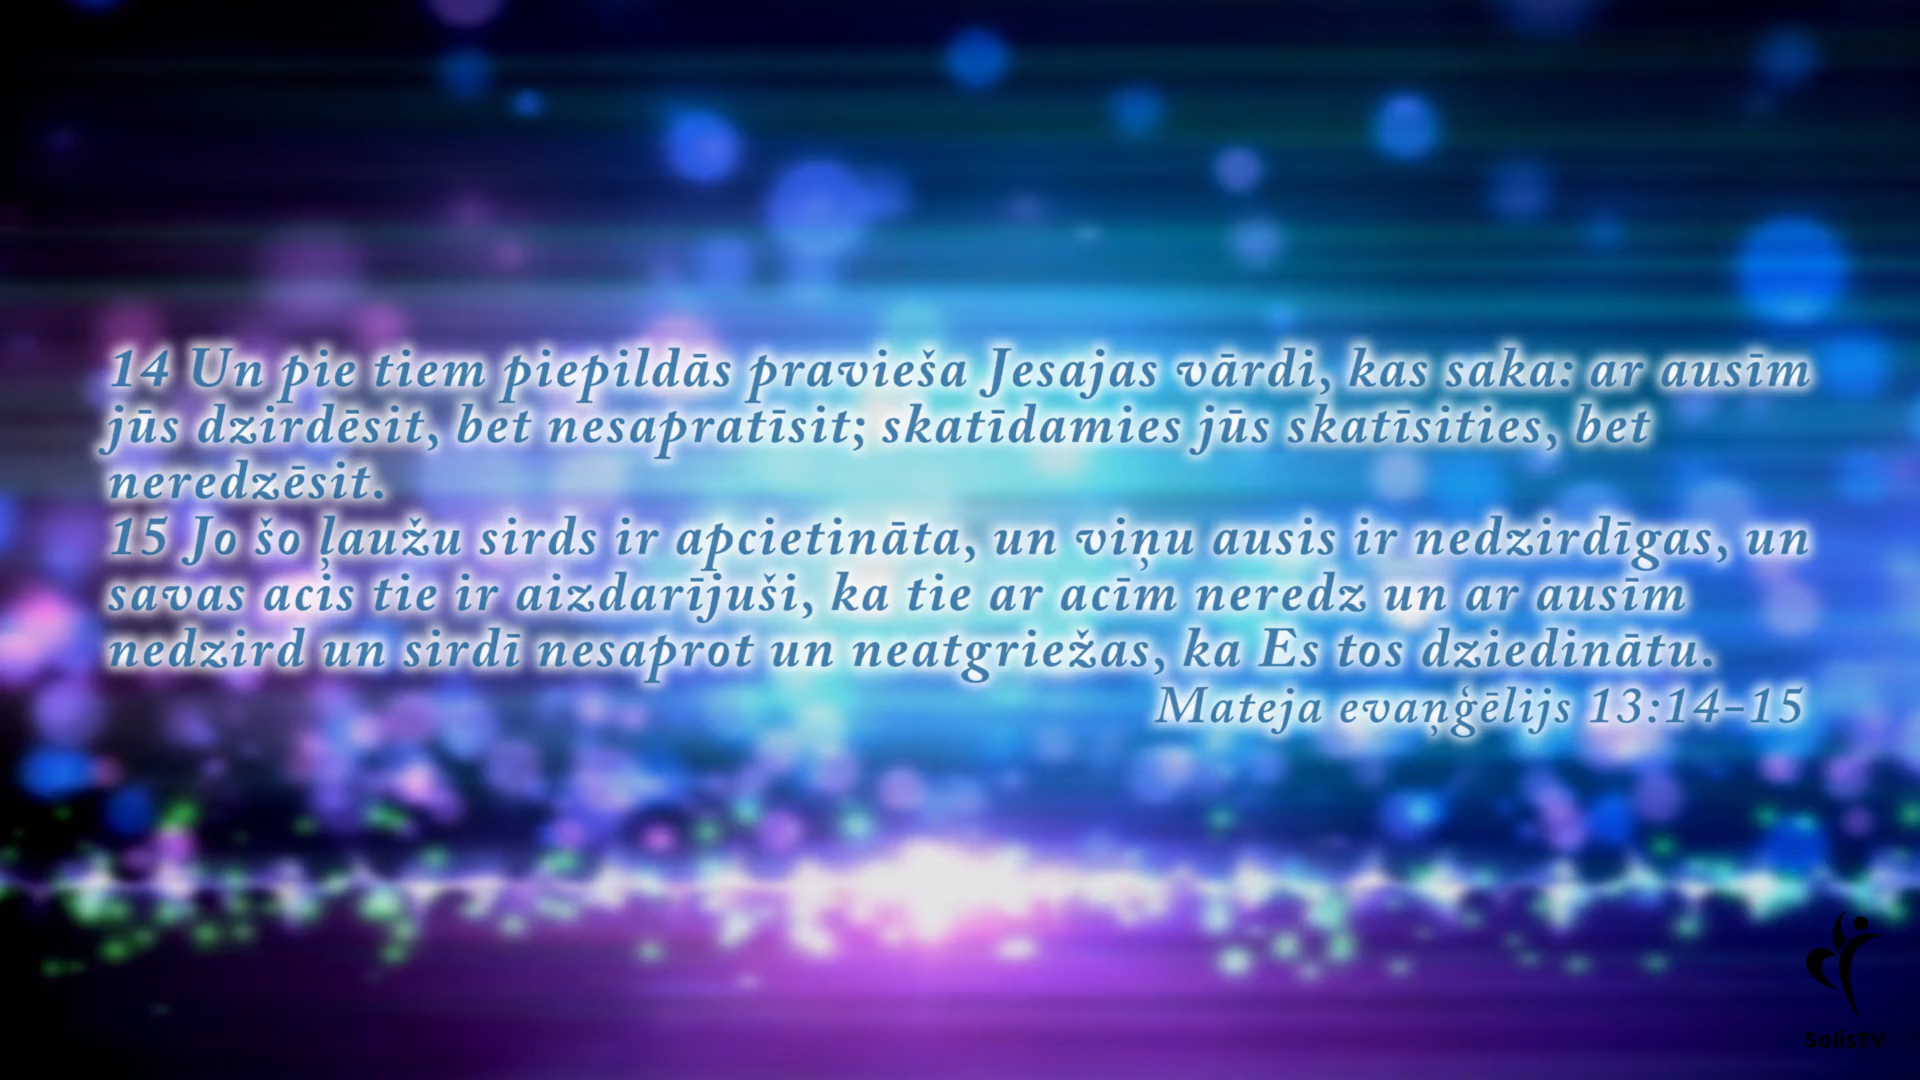 14 Un pie tiem piepildās pravieša Jesajas vārdi, kas saka: ar ausīm
jūs dzirdēsit, bet nesapratīsit; skatīdamies jūs skatīsities, bet
neredzēsit.
15 Jo šo ļaužu sirds ir apcietināta, un viņu ausis ir nedzirdīgas, un
savas acis tie ir aizdarījuši, ka tie ar acīm neredz un ar ausīm
nedzird un sirdī nesaprot un neatgriežas, ka Es tos dziedinātu.
Mateja evaņģēlijs 13:14-15
SolisTV